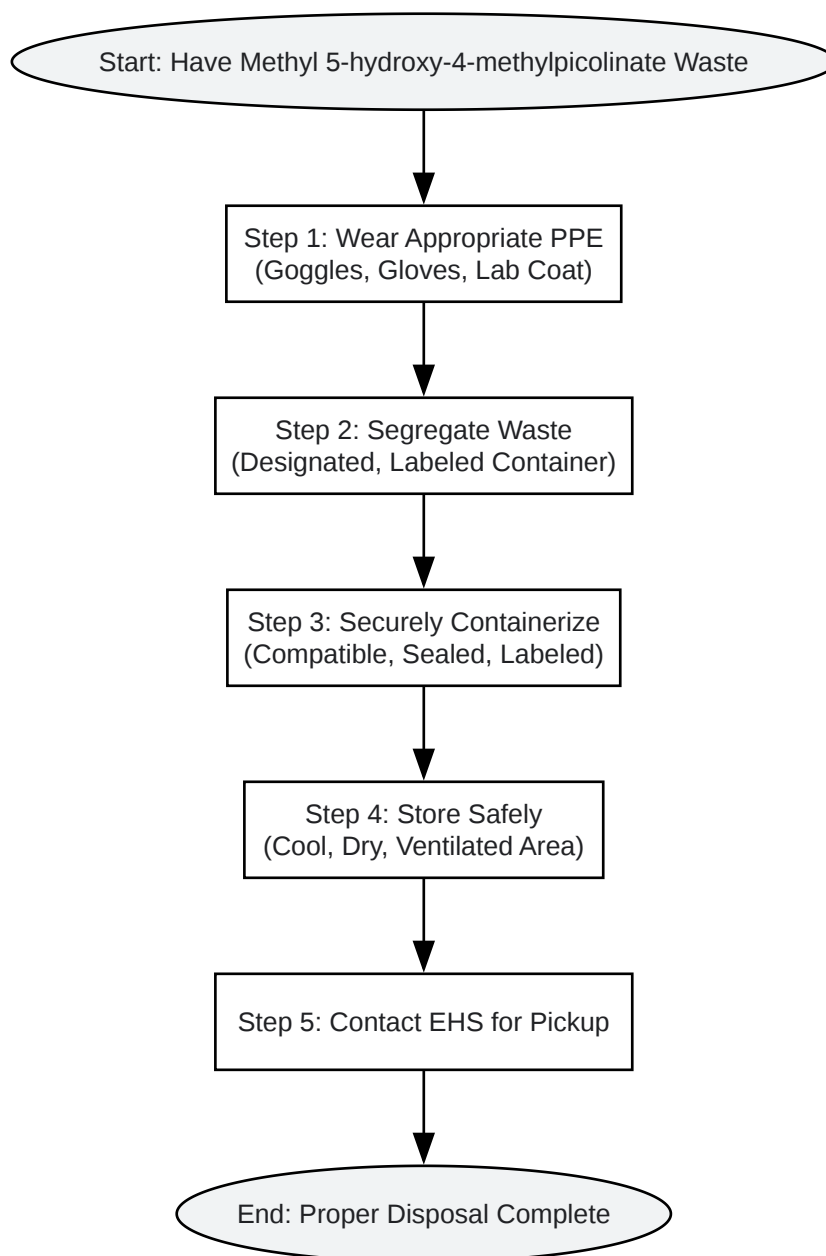 Start: Have Methyl 5-hydroxy-4-methylpicolinate Waste
Step 1: Wear Appropriate PPE
(Goggles, Gloves, Lab Coat)
Step 2: Segregate Waste
(Designated, Labeled Container)
Step 3: Securely Containerize
(Compatible, Sealed, Labeled)
Step 4: Store Safely
(Cool, Dry, Ventilated Area)
Step 5: Contact EHS for Pickup
End: Proper Disposal Complete